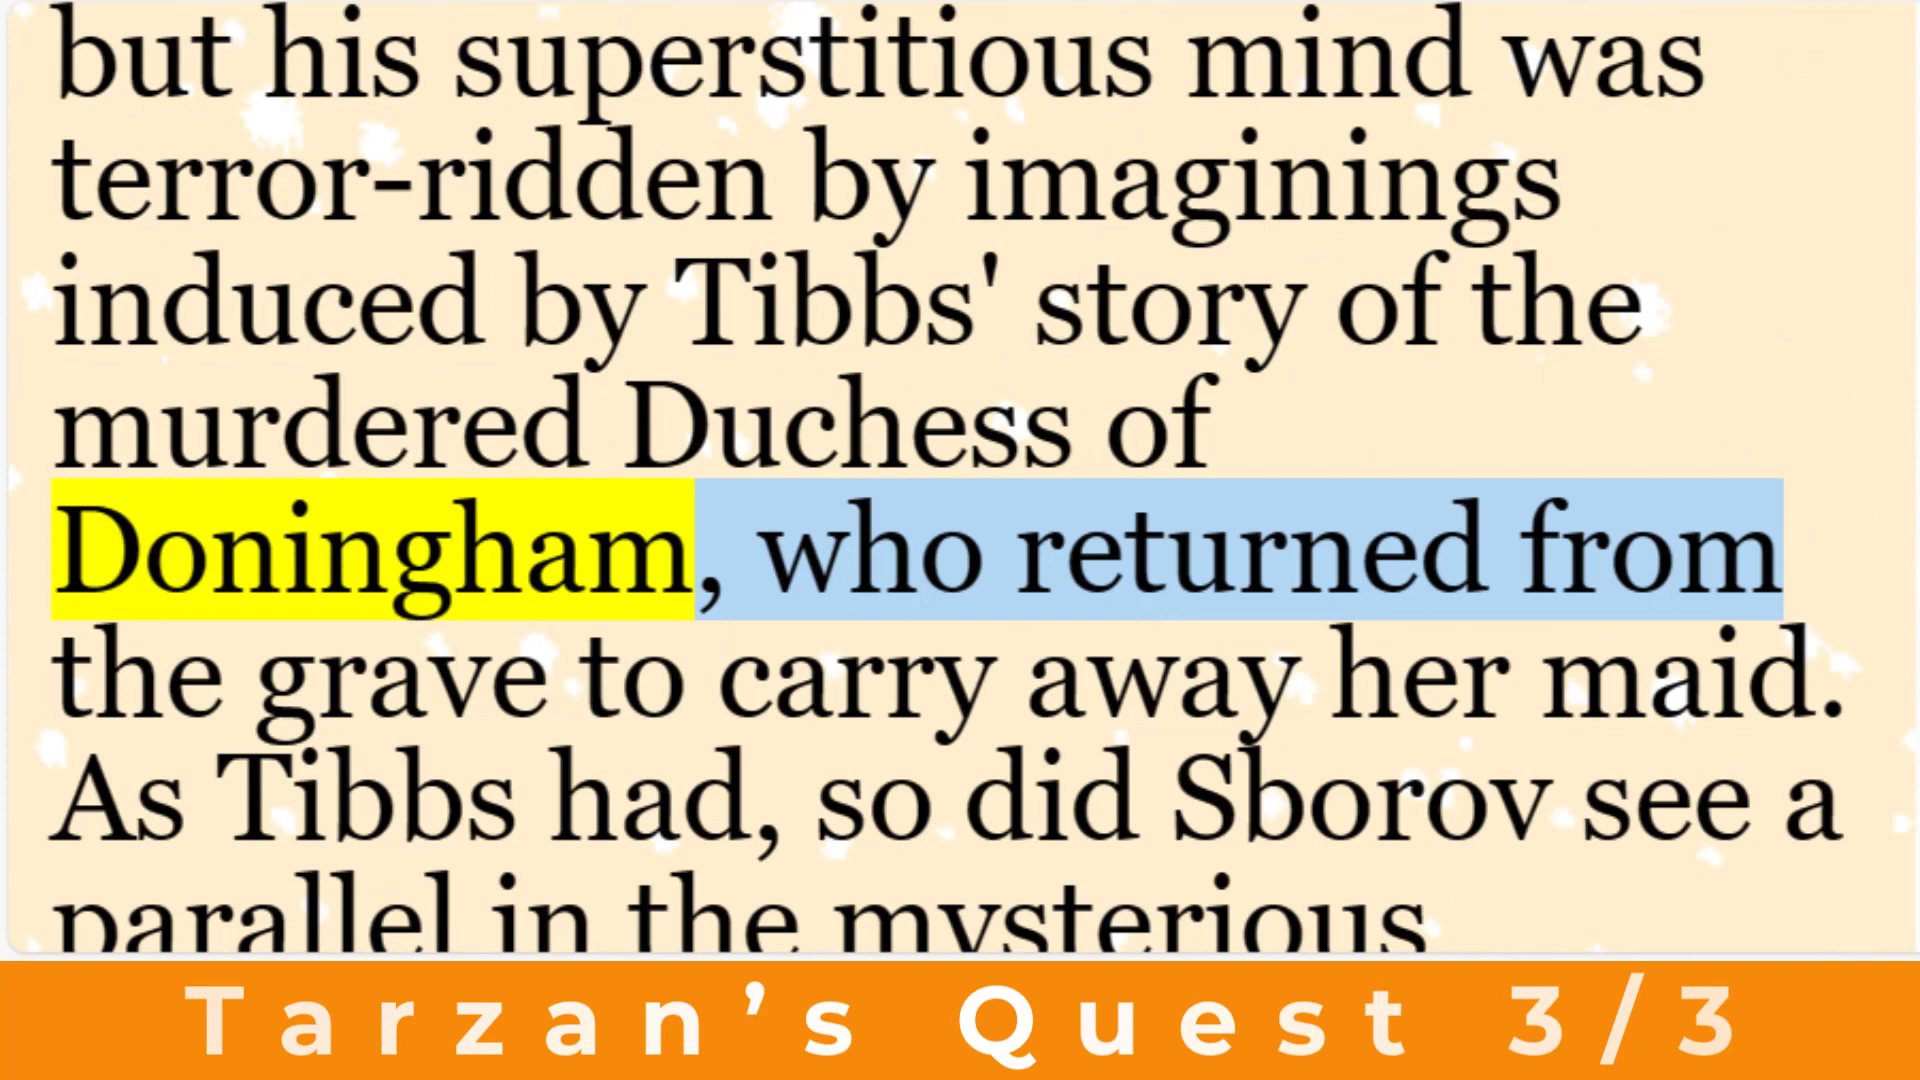 but his superstitious mind was
terror-ridden by imaginings
induced by Tibbs' story of the
murdered Duchess of
Doningham, who returned from
the grave to carry away her maid.
As Tibbs had, so did Sborov see a
parallel in the mysterious
Tarzan’s Quest 3/3